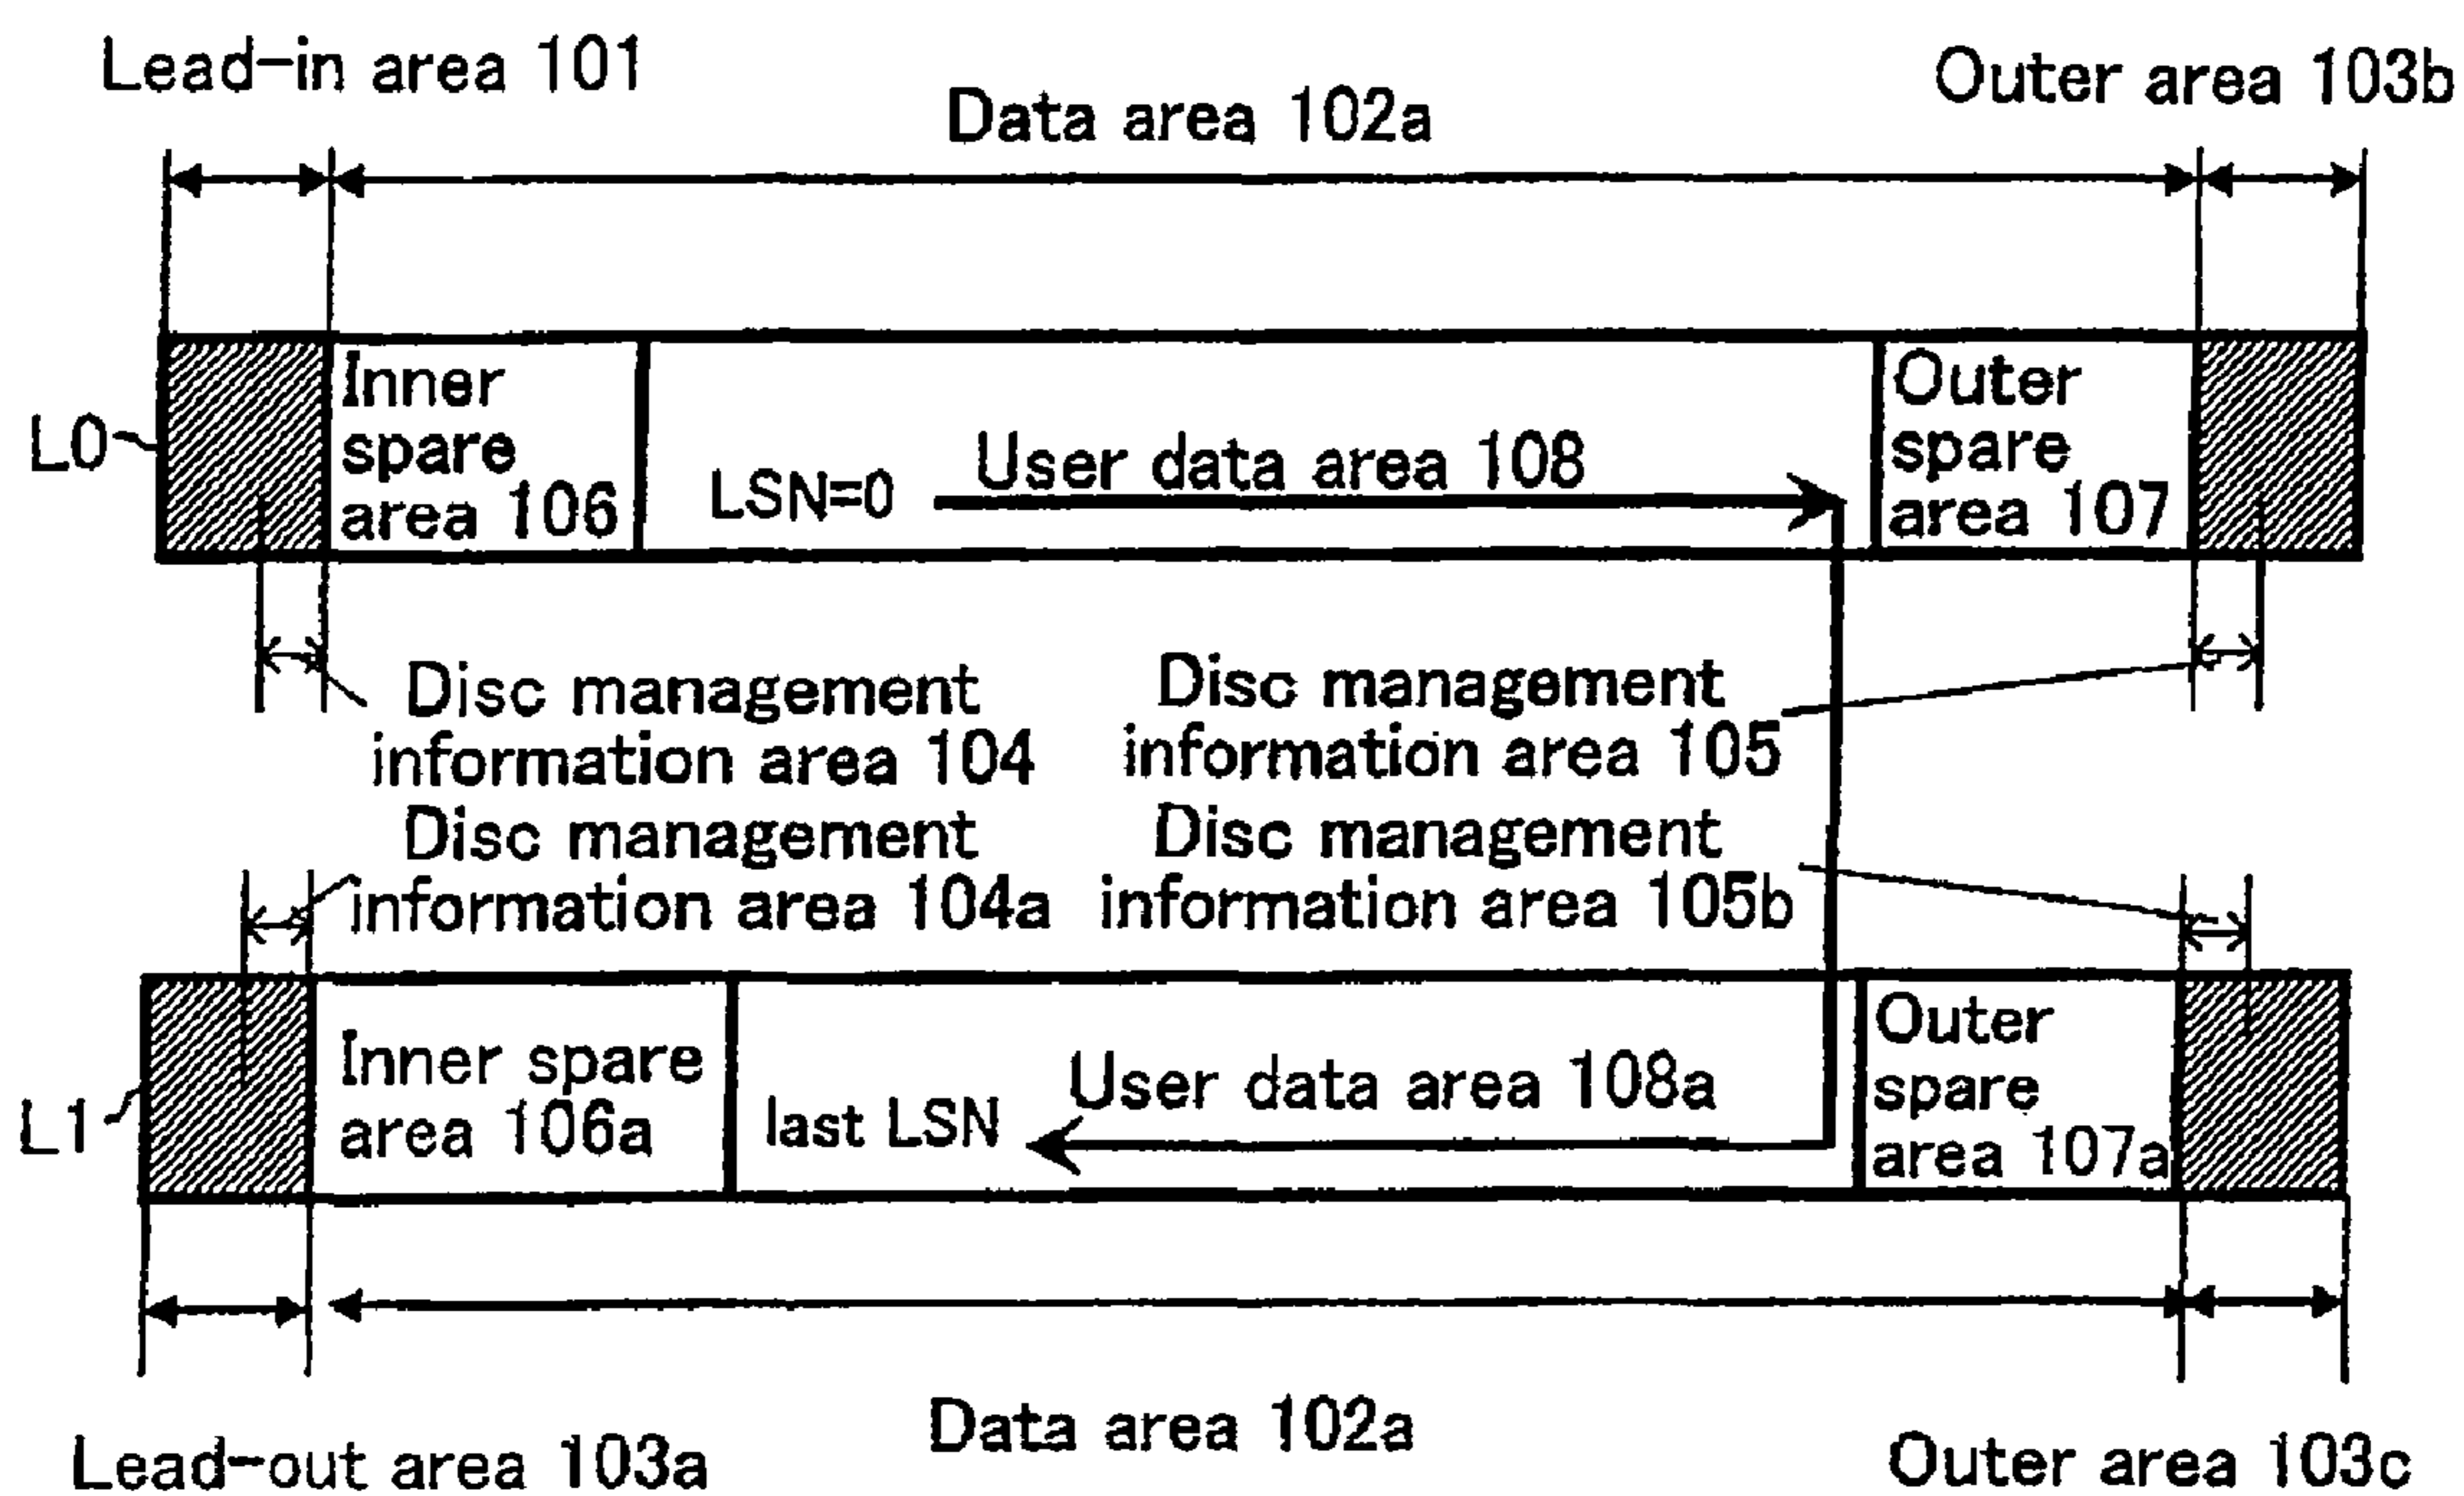 Lead-in area 101
Data area 102a
Outer area 103b
L0
Inner
spare
area 106
LSN=0
User data area 108
Outer
spare
area 107
Disc management
information area 104
Disc management
information area 105
Disc management
information area 104a
Disc management
information area 105b
L1
Inner spare
area 106a
last LSN
User data area 108a
Outer
spare
area 107a
Lead-out area 103a
Data area 102a
Outer area 103c